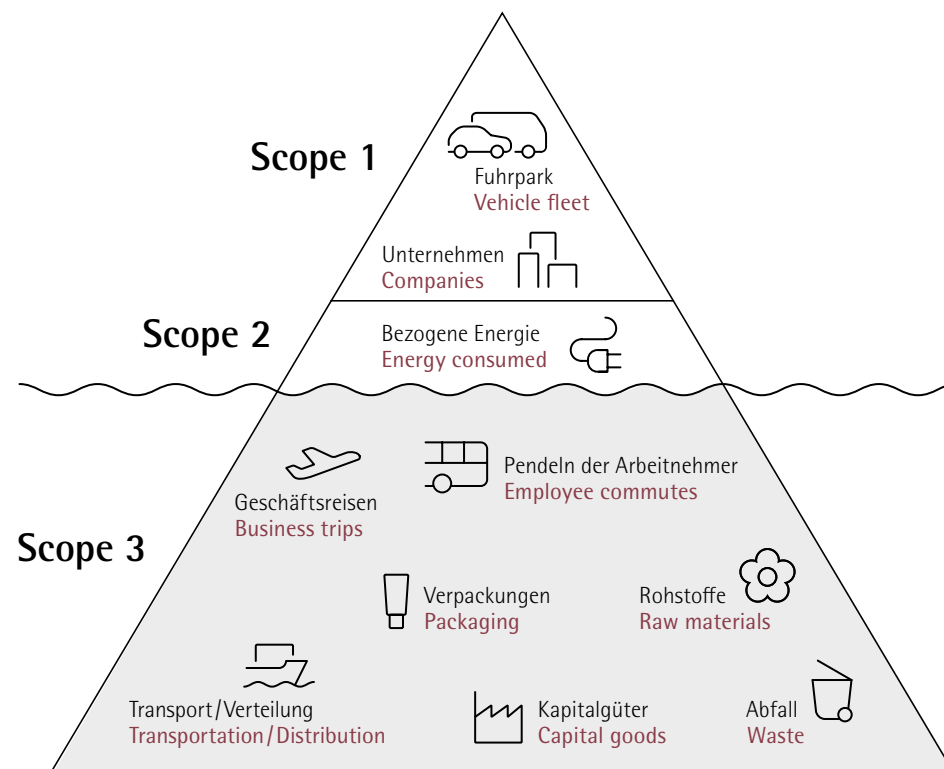 Scope 1
Fuhrpark
Vehicle fleet
Unternehmen
Companies
Scope 2
Bezogene Energie
Energy consumed
Pendeln der Arbeitnehmer
Employee commutes
Geschäftsreisen
Business trips
Scope 3
Verpackungen
Packaging
Rohstoffe
Raw materials
Transport/Verteilung
Transportation/Distribution
Kapitalgüter
Capital goods
Abfall
Waste